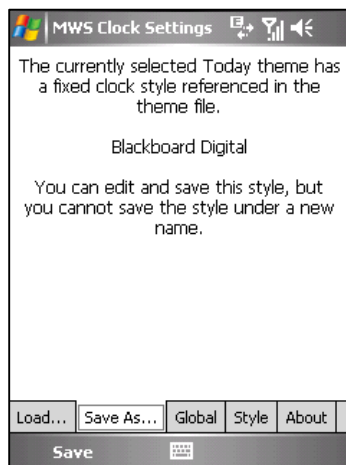 MWS Clock Settings
The currently selected Today theme has
a fixed clock style referenced in the
theme file.
Blackboard Digital
You can edit and save this style, but
you cannot save the style under a new
name.
Load... Save As... Global Style About
Save